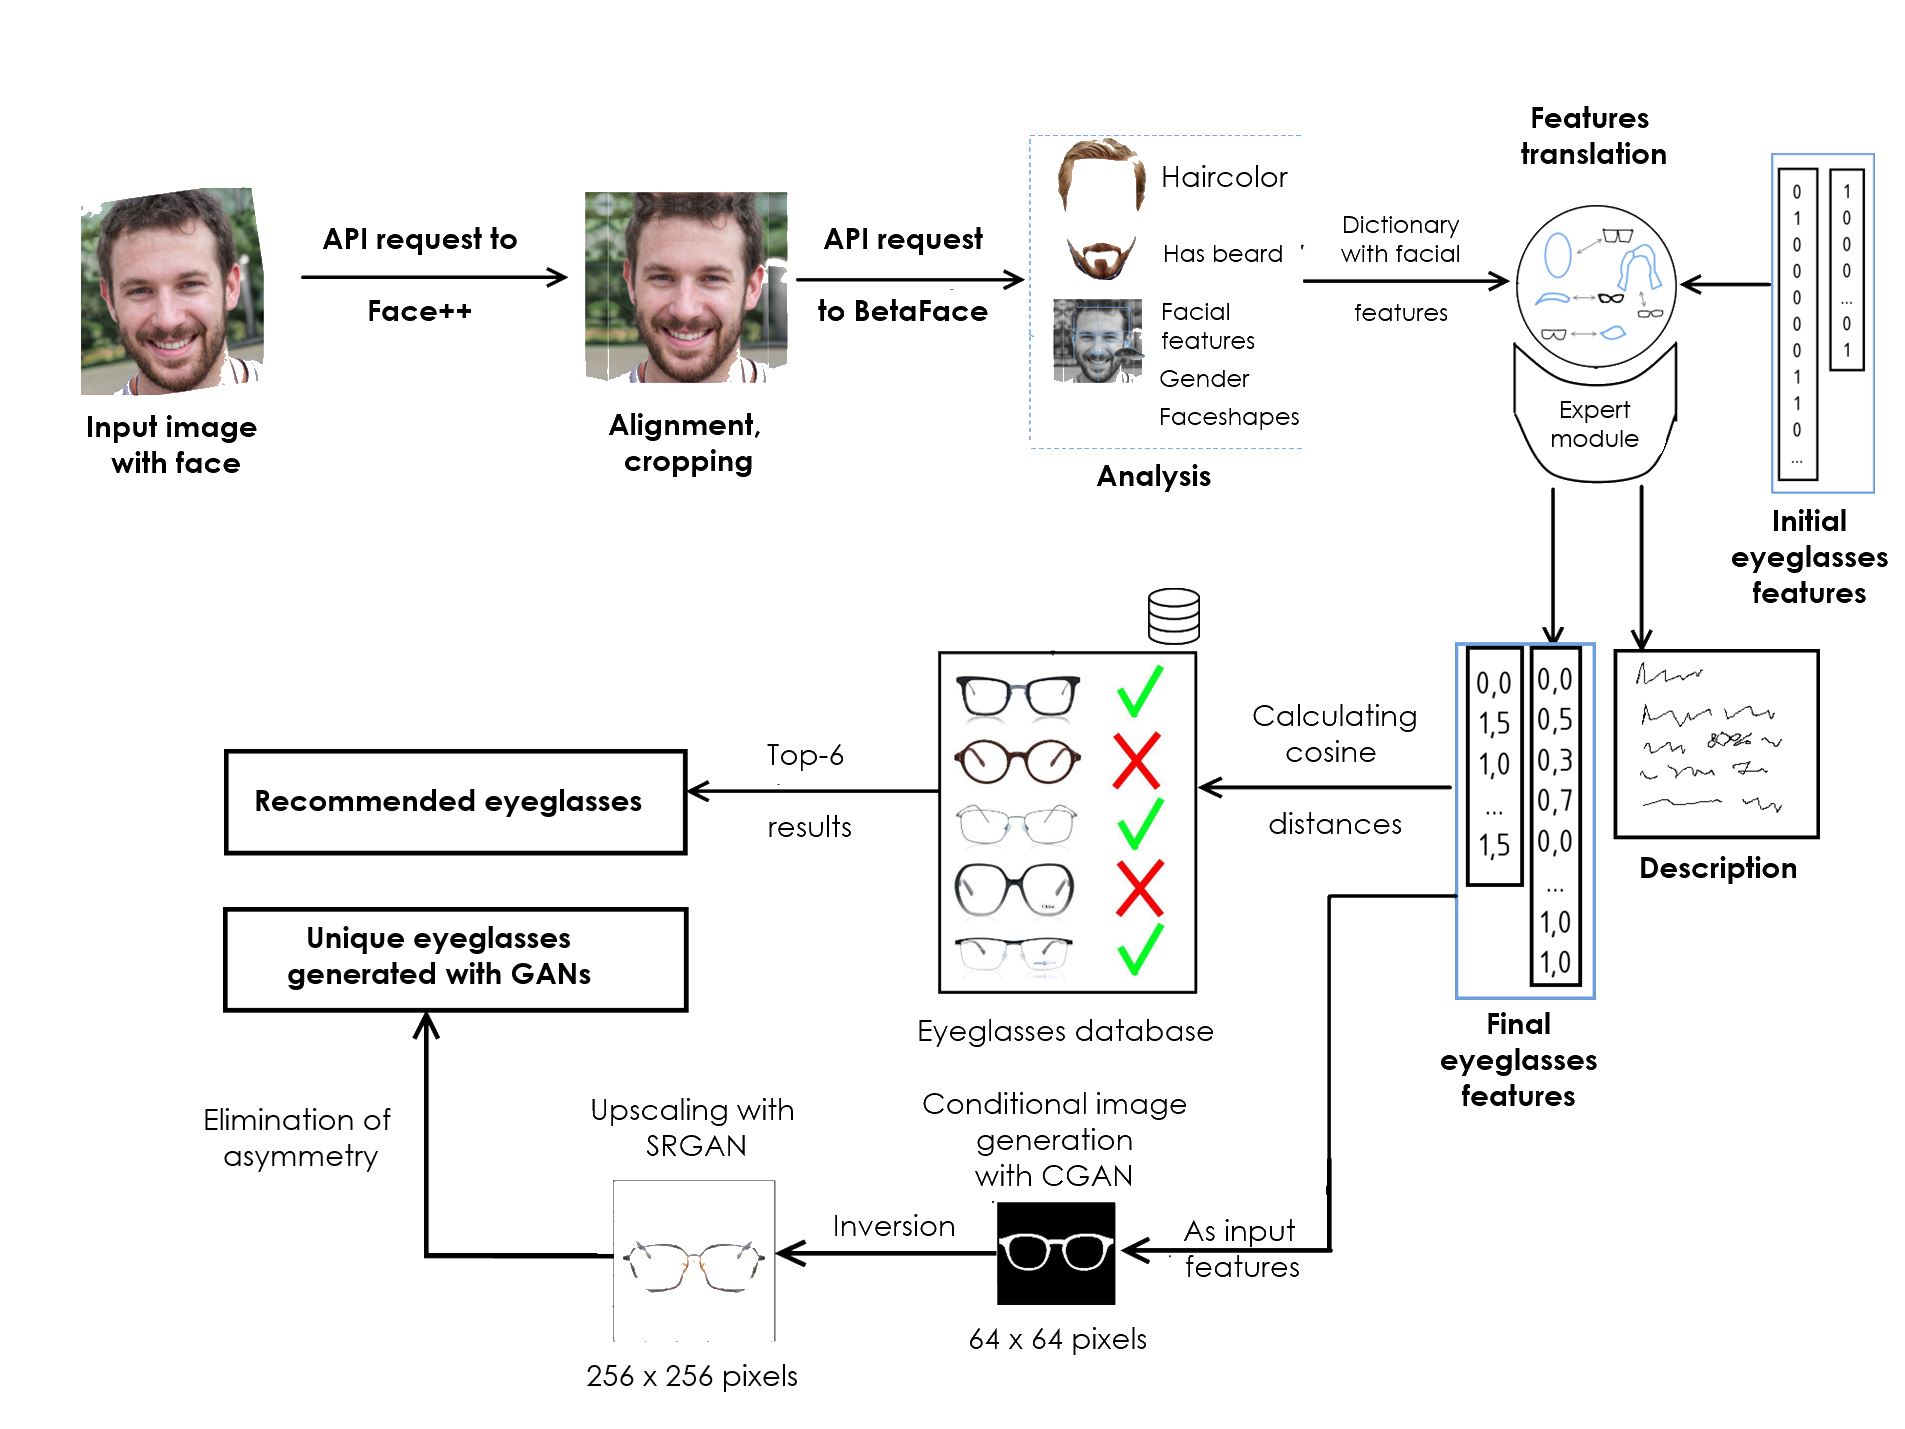 Features
translation
API request to
Face++
API request
to BetaFace
Input image
with face
Alignment,
cropping
Haircolor
Has beard
Facial
features
Gender
Faceshapes
Analysis
Dictionary
with facial
features
Expert
module
0
1
0
0
0
0
0
1
1
0
...
1
0
0
0
...
0
1
Initial
eyeglasses
features
0,0
1,5
1,0
...
1,5
0,0
0,5
0,3
0,7
0,0
...
1,0
1,0
Final
eyeglasses
features
Description
Calculating
cosine
distances
Eyeglasses database
Top-6
results
Recommended eyeglasses
Unique eyeglasses
generated with GANs
Elimination of
asymmetry
Upscaling with
SRGAN
256 x 256 pixels
Inversion
Conditional image
generation
with CGAN
64 x 64 pixels
As input
features